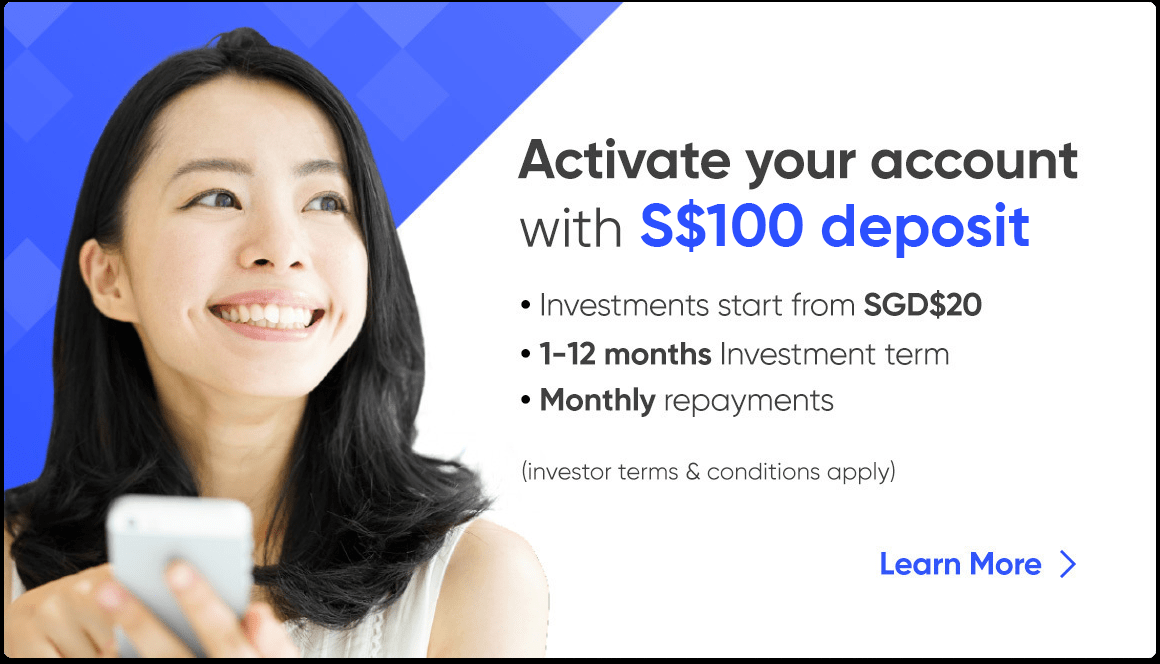 Activate your account
with S$100 deposit
• Investments start from SGD$20
• 1-12 months Investment term
• Monthly repayments
(investor terms & conditions apply)
Learn More >